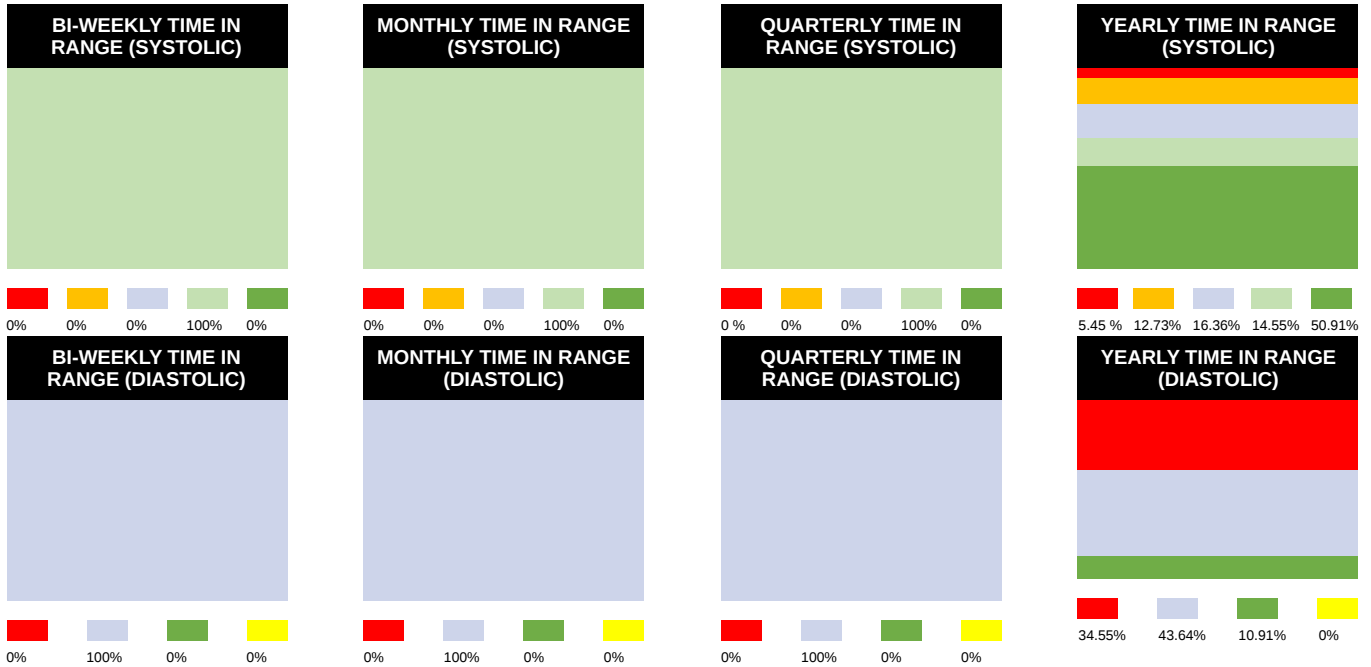 BI-WEEKLY TIME IN
RANGE (SYSTOLIC)
MONTHLY TIME IN RANGE
(SYSTOLIC)
QUARTERLY TIME IN
RANGE (SYSTOLIC)
YEARLY TIME IN RANGE
(SYSTOLIC)
0% 0% 0% 100% 0%
0% 0% 0% 100% 0%
0 % 0% 0% 100% 0%
5.45 % 12.73% 16.36% 14.55% 50.91%
BI-WEEKLY TIME IN
RANGE (DIASTOLIC)
MONTHLY TIME IN RANGE
(DIASTOLIC)
QUARTERLY TIME IN
RANGE (DIASTOLIC)
YEARLY TIME IN RANGE
(DIASTOLIC)
0% 100% 0% 0%
0% 100% 0% 0%
0% 100% 0% 0%
34.55% 43.64% 10.91% 0%